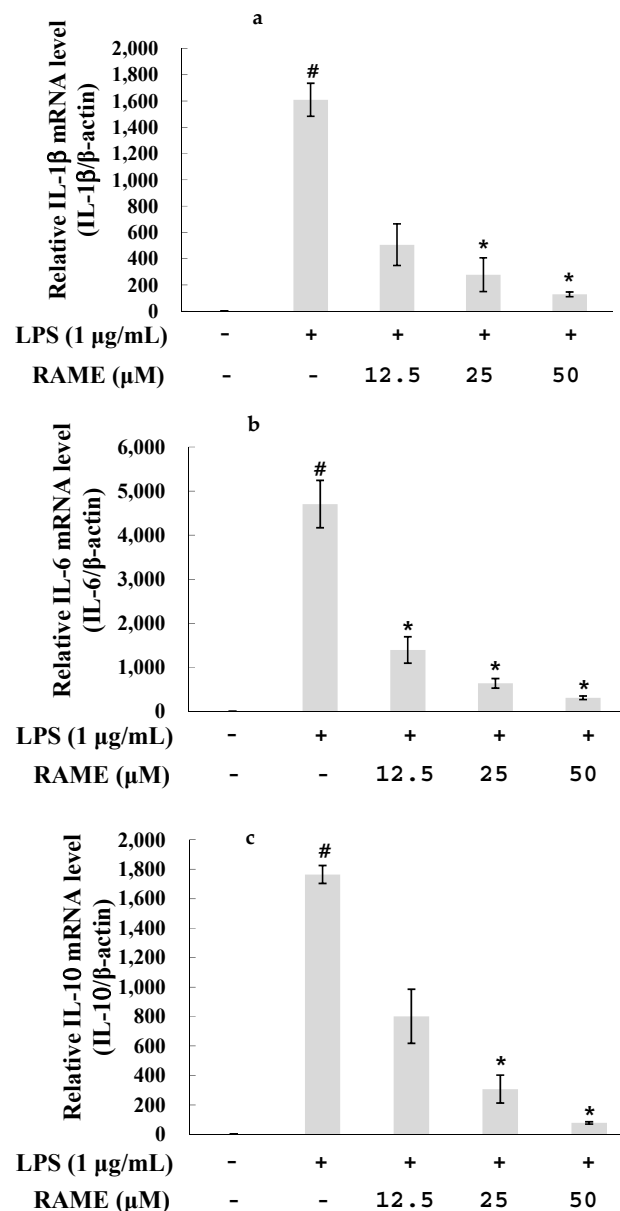 a
Relative IL-1β mRNA level
(IL-1β/β-actin)
2,000
1,800
1,600
1,400
1,200
1,000
800
600
400
200
0
#
*
*
LPS (1 μg/mL) - + + + +
RAME (μM) - - 12.5 25 50
b
Relative IL-6 mRNA level
(IL-6/β-actin)
6,000
5,000
4,000
3,000
2,000
1,000
0
#
*
*
*
LPS (1 μg/mL) - + + + +
RAME (μM) - - 12.5 25 50
c
Relative IL-10 mRNA level
(IL-10/β-actin)
2,000
1,800
1,600
1,400
1,200
1,000
800
600
400
200
0
#
*
*
LPS (1 μg/mL) - + + + +
RAME (μM) - - 12.5 25 50